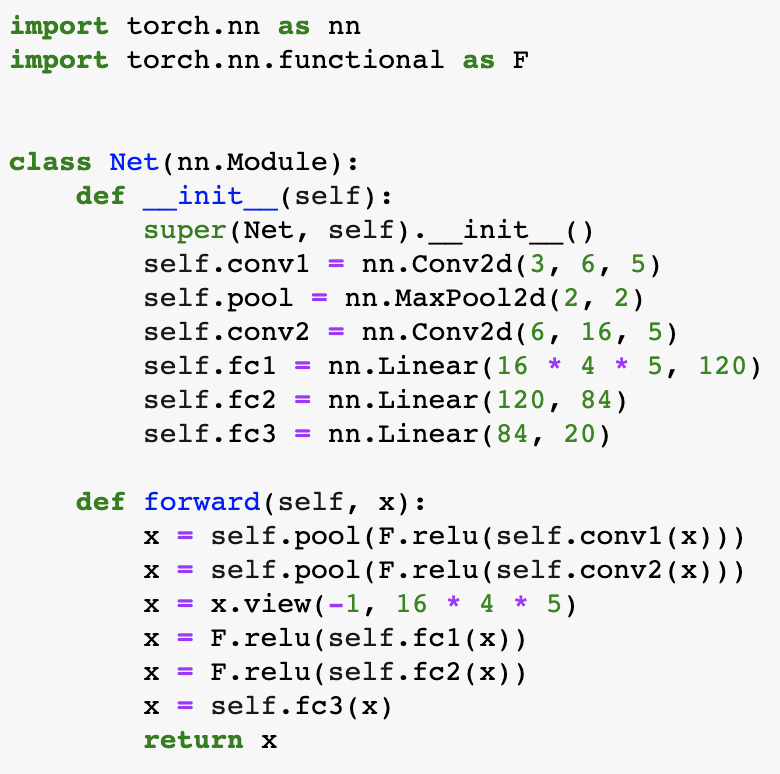 import torch.nn as nn
import torch.nn.functional as F
class Net(nn.Module):
    def __init__(self):
        super(Net, self).__init__()
        self.conv1 = nn.Conv2d(3, 6, 5)
        self.pool = nn.MaxPool2d(2, 2)
        self.conv2 = nn.Conv2d(6, 16, 5)
        self.fc1 = nn.Linear(16 * 4 * 5, 120)
        self.fc2 = nn.Linear(120, 84)
        self.fc3 = nn.Linear(84, 20)
    def forward(self, x):
        x = self.pool(F.relu(self.conv1(x)))
        x = self.pool(F.relu(self.conv2(x)))
        x = x.view(-1, 16 * 4 * 5)
        x = F.relu(self.fc1(x))
        x = F.relu(self.fc2(x))
        x = self.fc3(x)
        return x